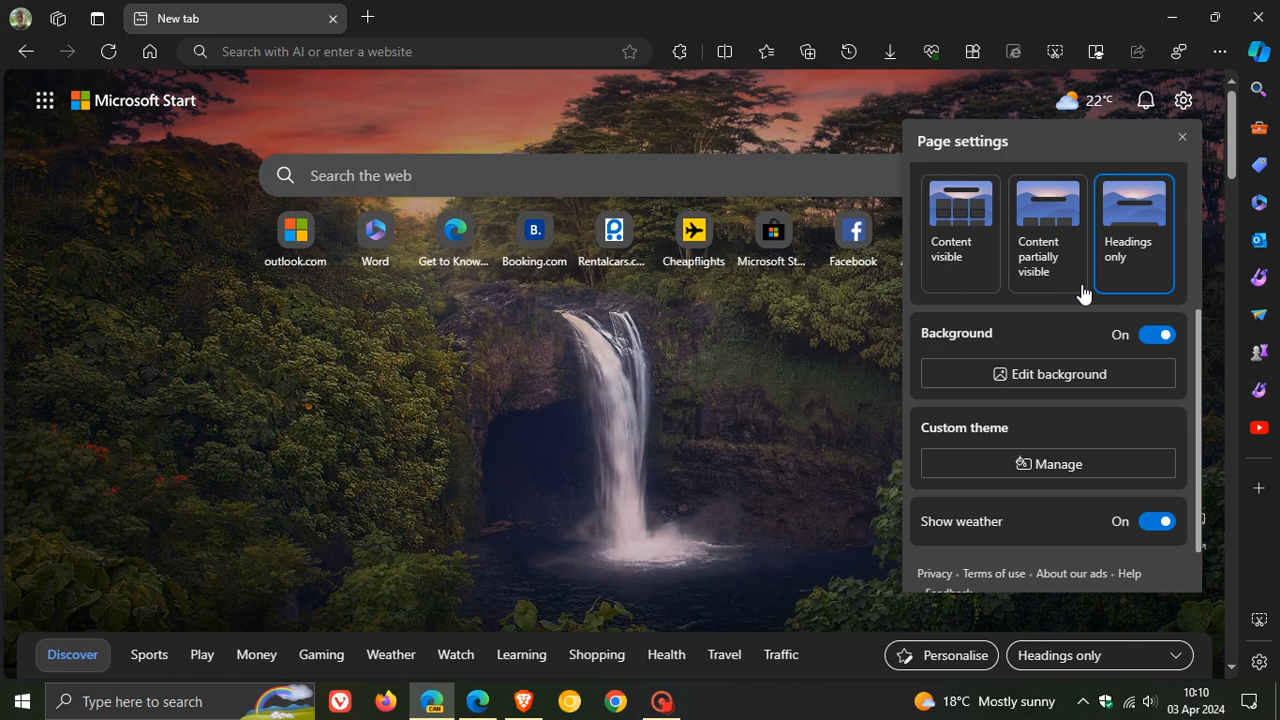 New tab
Search with AI or enter a website
Microsoft Start
22°C
Page settings
Search the web
Content visible
Content partially visible
Headings only
outlook.com
Word
Get to Know...
Booking.com
Rentalcars.c...
Cheapflights
Microsoft St...
Facebook
Background
On
Edit background
Custom theme
Manage
Show weather
On
Privacy · Terms of use · About our ads · Help
Discover
Sports
Play
Money
Gaming
Weather
Watch
Learning
Shopping
Health
Travel
Traffic
Personalise
Headings only
Type here to search
CAN
18°C Mostly sunny
10:10
03 Apr 2024